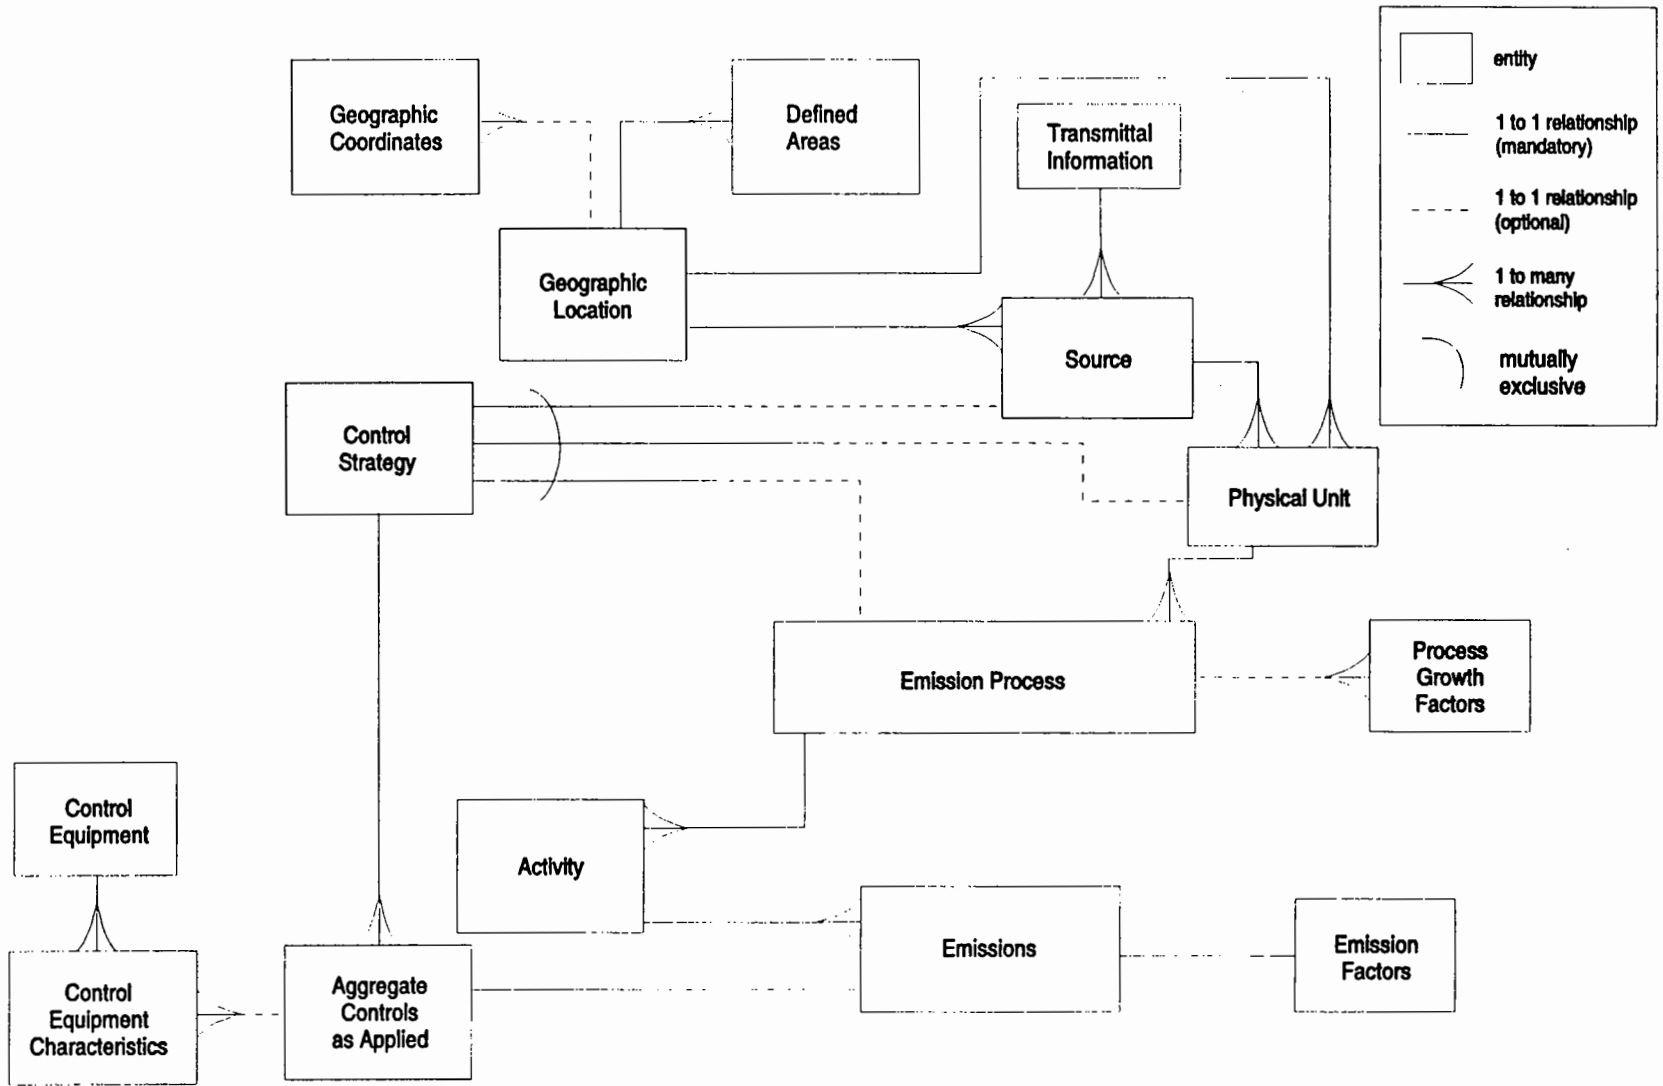 Geographic
Coordinates
Defined
Areas
Transmittal
Information
entity
1 to 1 relationship
(mandatory)
1 to 1 relationship
(optional)
1 to many
relationship
mutually
exclusive
Geographic
Location
Source
Control
Strategy
Physical Unit
Emission Process
Process
Growth
Factors
Control
Equipment
Activity
Emissions
Emission
Factors
Control
Equipment
Characteristics
Aggregate
Controls
as Applied